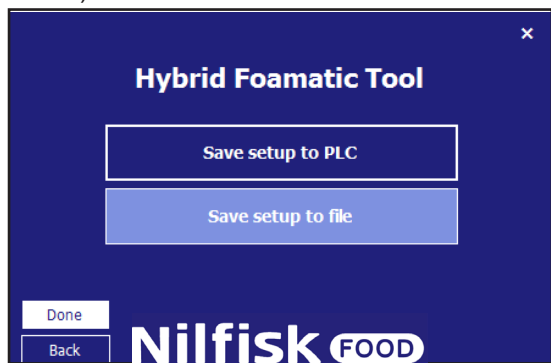 ×
Hybrid Foamatic Tool
Save setup to PLC
Save setup to file
Done
Back
Nilfisk FOOD